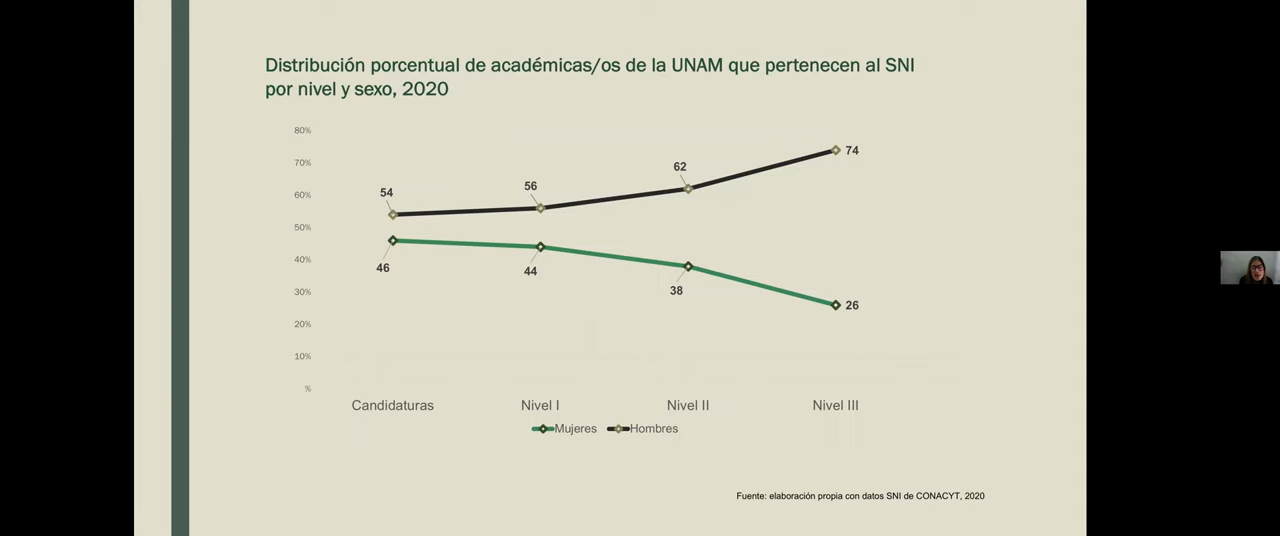 Distribución porcentual de académicas/os de la UNAM que pertenecen al SNI
por nivel y sexo, 2020
80%
70%
60%
50%
40%
30%
20%
10%
%
54
56
62
74
46
44
38
26
Candidaturas
Nivel I
Nivel II
Nivel III
Mujeres
Hombres
Fuente: elaboración propia con datos SNI de CONACYT, 2020